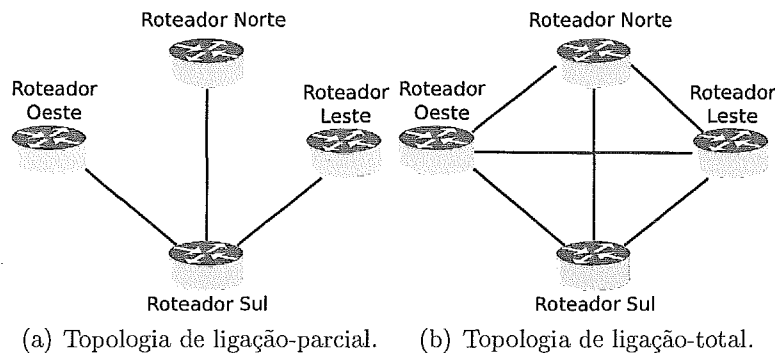 Roteador Norte
Roteador
Oeste
Roteador
Leste
Roteador Sul
(a) Topologia de ligação-parcial.
Roteador Norte
Roteador
Oeste
Roteador
Leste
Roteador Sul
(b) Topologia de ligação-total.